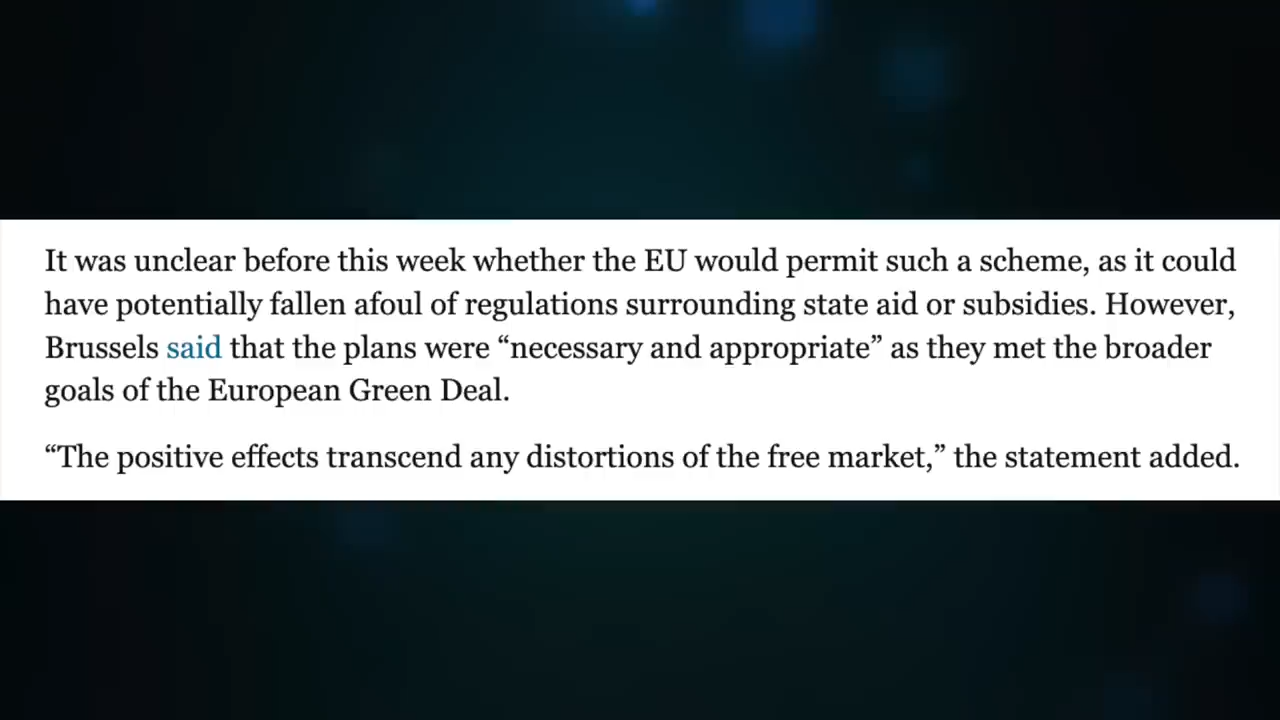 It was unclear before this week whether the EU would permit such a scheme, as it could
have potentially fallen afoul of regulations surrounding state aid or subsidies. However,
Brussels said that the plans were “necessary and appropriate” as they met the broader
goals of the European Green Deal.
“The positive effects transcend any distortions of the free market,” the statement added.